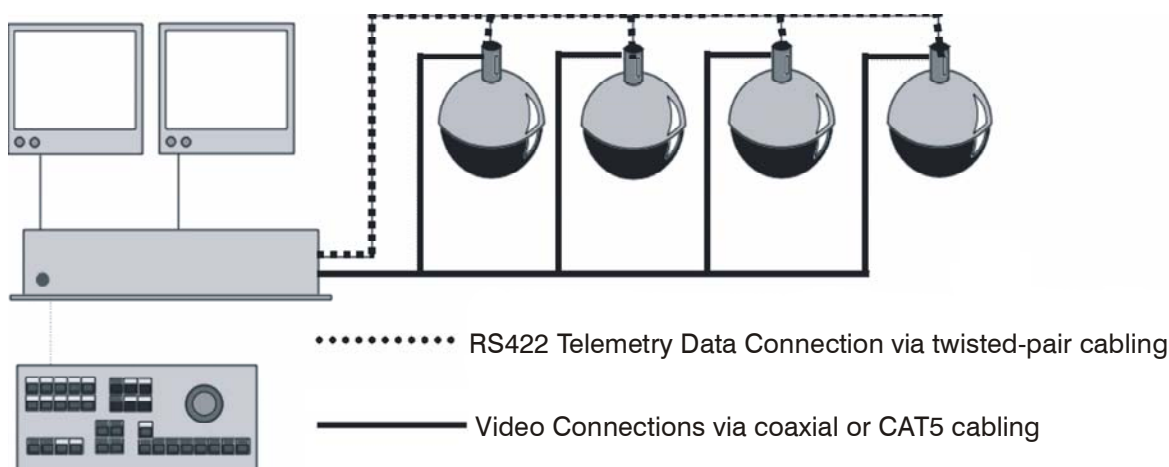 RS422 Telemetry Data Connection via twisted-pair cabling
Video Connections via coaxial or CAT5 cabling